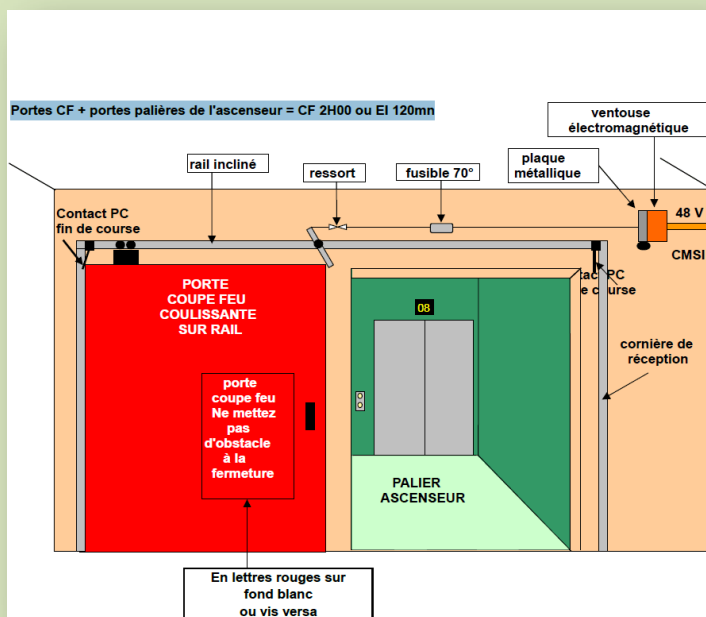 Portes CF + portes palières de l'ascenseur = CF 2H00 ou EI 120mn
ventouse
électromagnétique
plaque
métallique
rail incliné
ressort
fusible 70°
Contact PC
fin de course
48 V
CMSI
PC
course
PORTE
COUPE FEU
COULISSANTE
SUR RAIL
08
cornière de
réception
porte
coupe feu
Ne mettez
pas
d'obstacle
à la
fermeture
PALIER
ASCENSEUR
En lettres rouges sur
fond blanc
ou vis versa